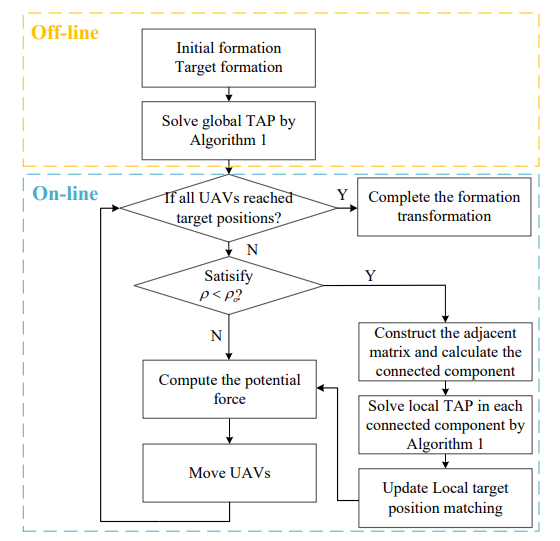 Off-line
Initial formation
Target formation
Solve global TAP by
Algorithm 1
On-line
If all UAVs reached
target positions?
Y
Complete the formation
transformation
N
Satisify
ρ < ρₒ?
Y
N
Construct the adjacent
matrix and calculate the
connected component
Compute the potential
force
Solve local TAP in each
connected component by
Algorithm 1
Move UAVs
Update Local target
position matching